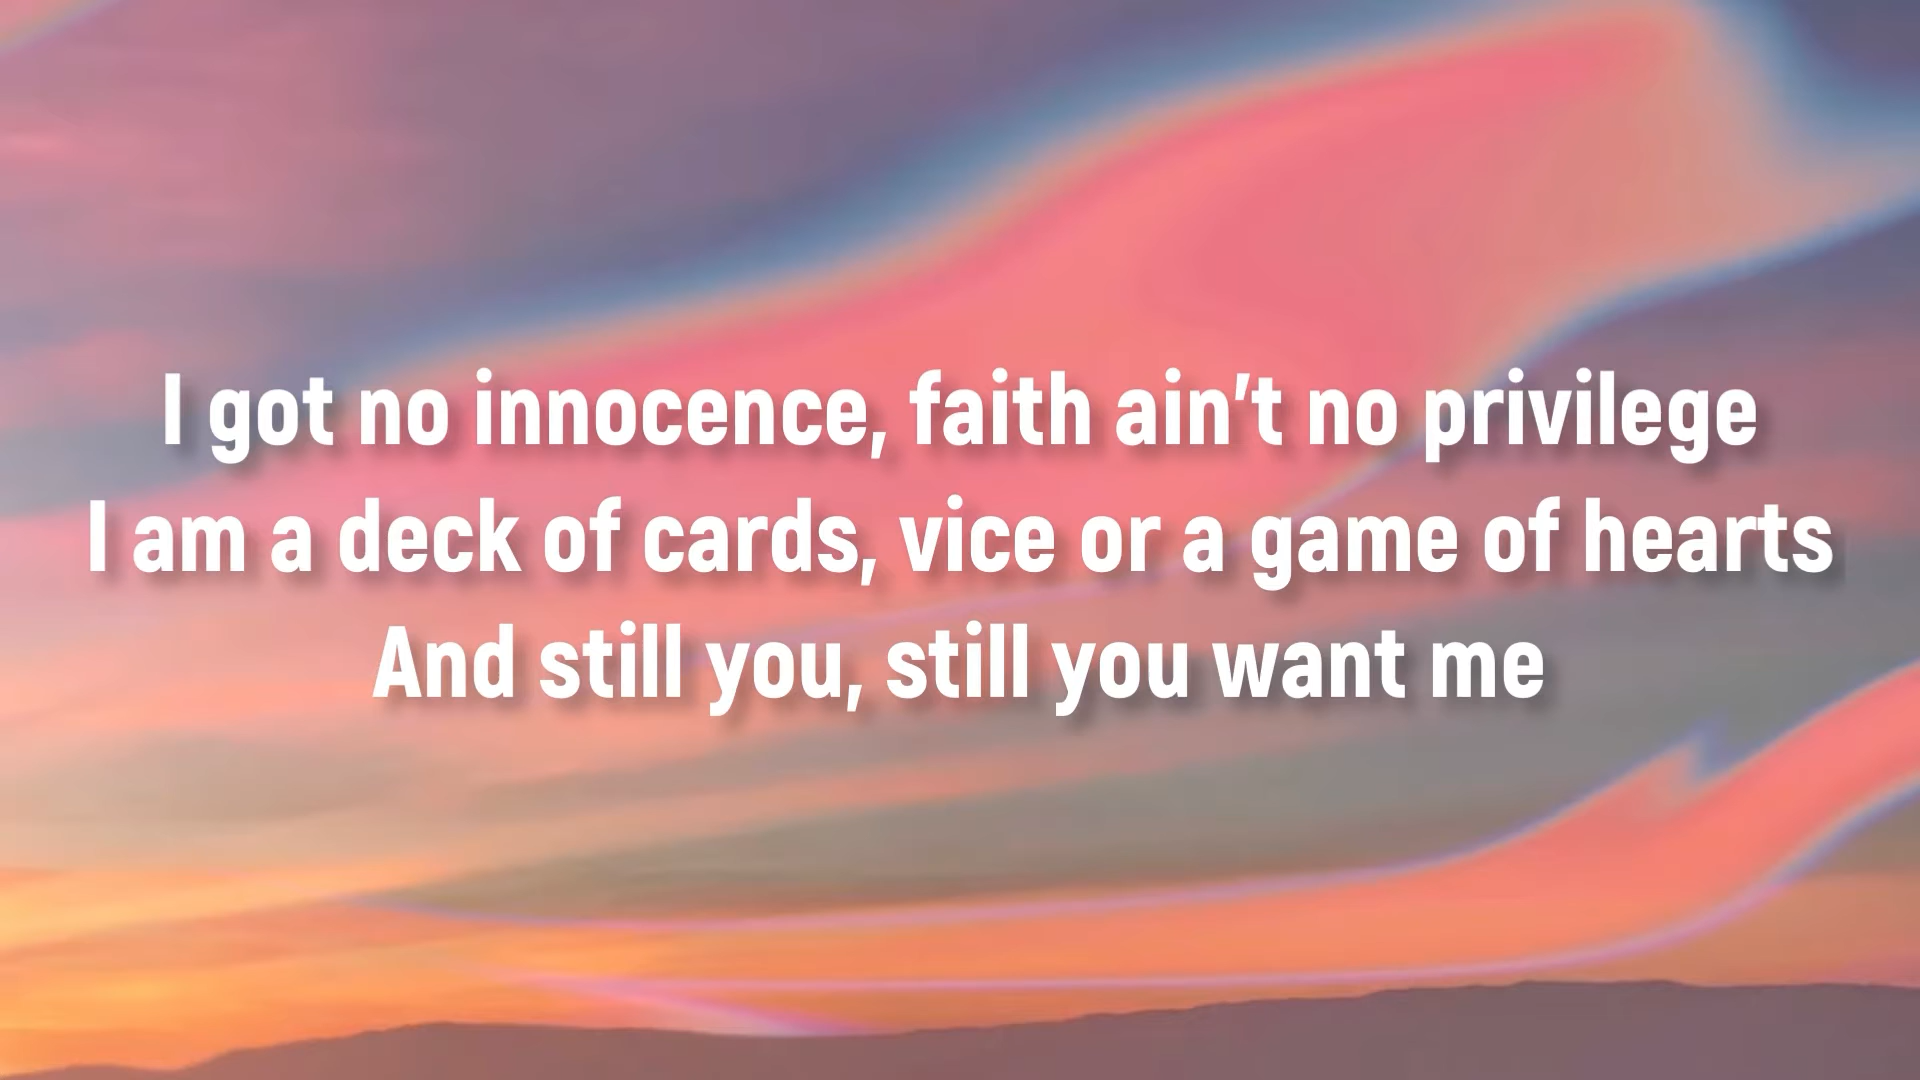 I got no innocence, faith ain't no privilege
I am a deck of cards, vice or a game of hearts
And still you, still you want me